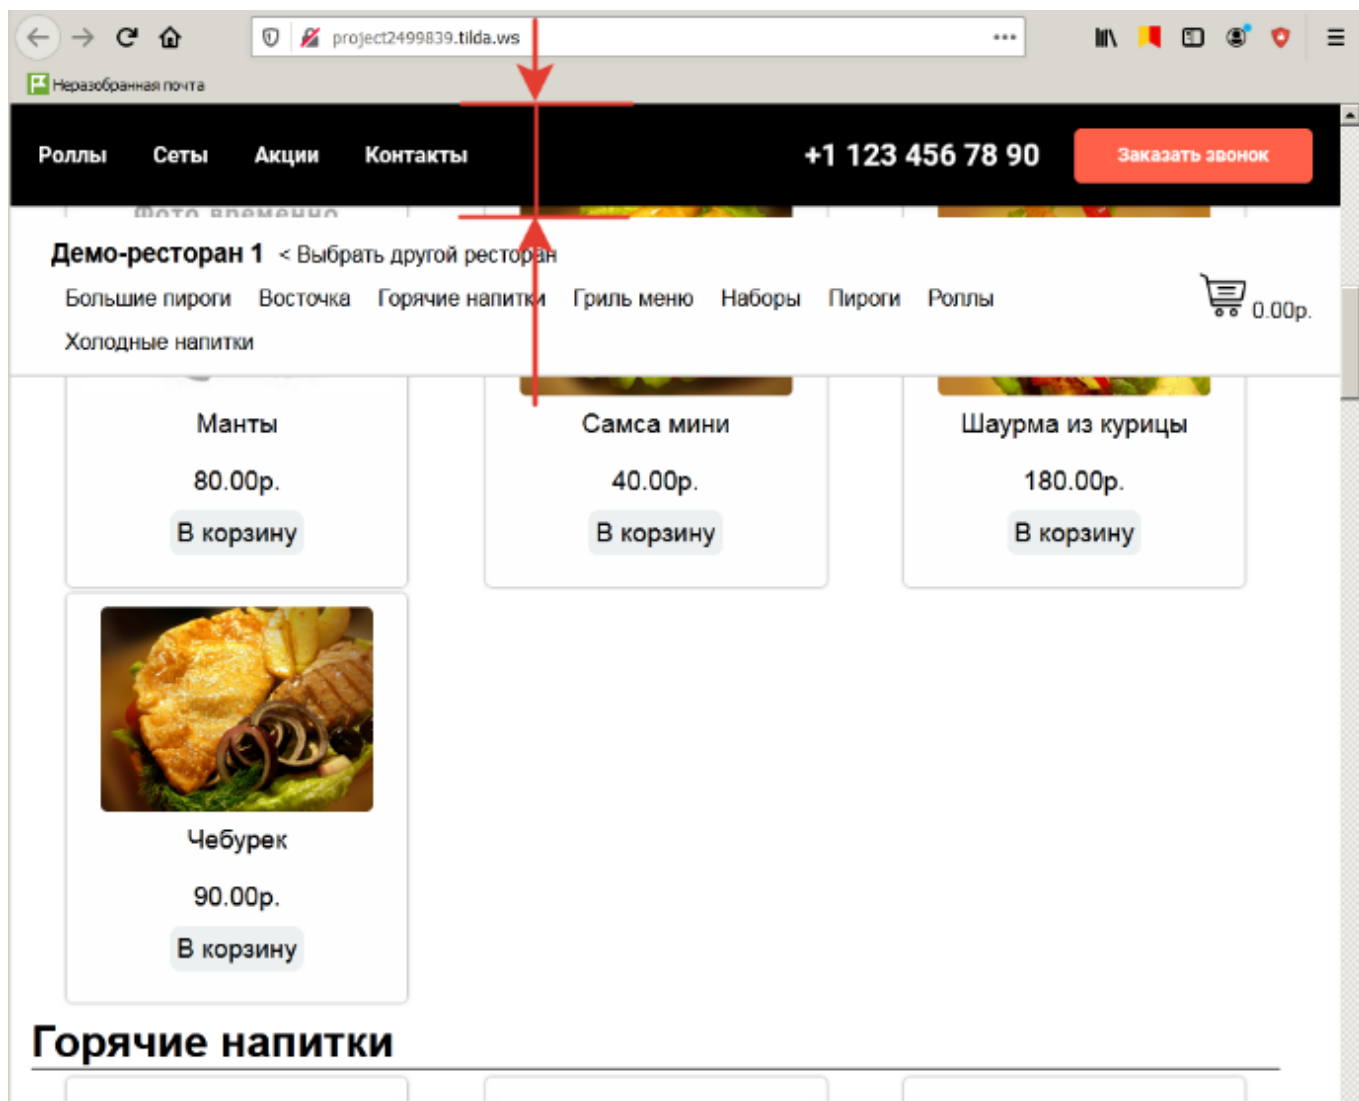 project2499839.tilda.ws
Неразобранная почта
Роллы Сеты Акции Контакты +1 123 456 78 90 Заказать звонок
Фото временно
Демо-ресторан 1 < Выбрать другой ресторан
Большие пироги Восточка Горячие напитки Гриль меню Наборы Пироги Роллы
0.00р.
Холодные напитки
Манты Самса мини Шаурма из курицы
80.00р. 40.00р. 180.00р.
В корзину В корзину В корзину
Чебурек
90.00р.
В корзину
Горячие напитки